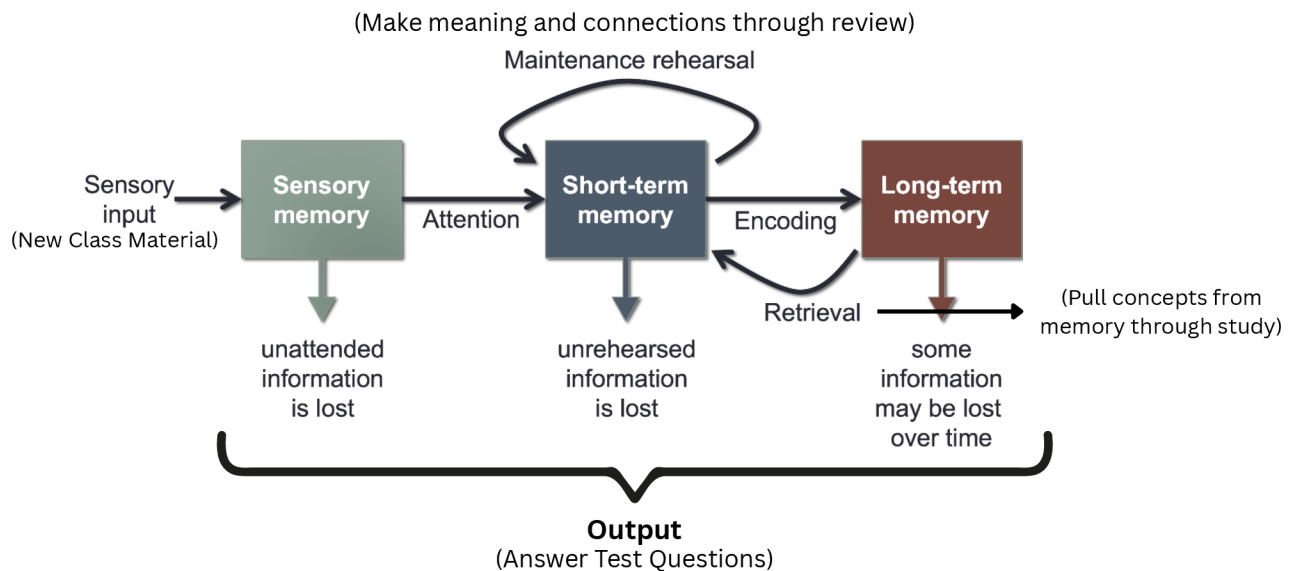 (Make meaning and connections through review)
Maintenance rehearsal
Sensory
input
(New Class Material)
Sensory
memory
Attention
Short-term
memory
Encoding
Long-term
memory
Retrieval
(Pull concepts from
memory through study)
unattended
information
is lost
unrehearsed
information
is lost
some
information
may be lost
over time
Output
(Answer Test Questions)